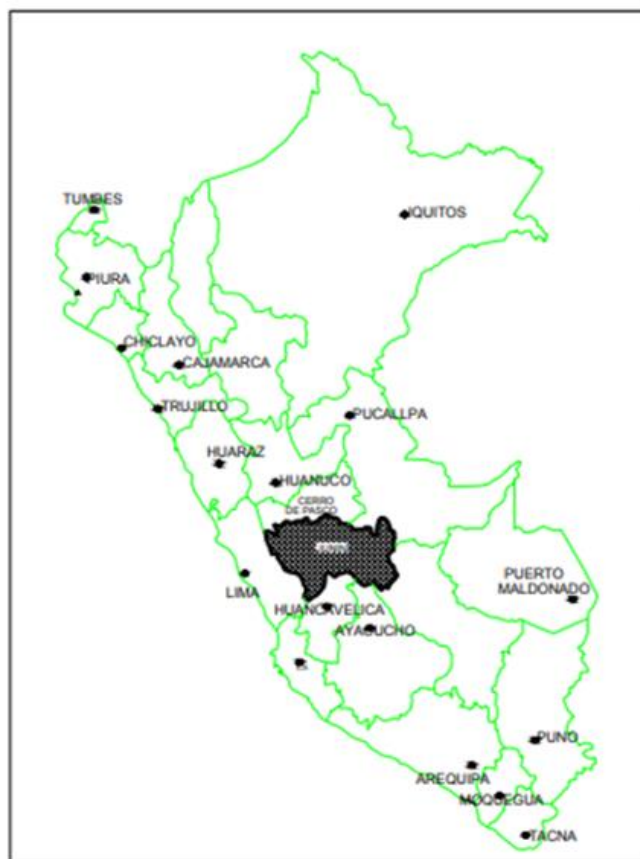 TUMBES
IQUITOS
PIURA
CHICLAYO
CAJAMARCA
TRUJILLO
PUCALLPA
HUARAZ
HUANUCO
CERRO
DE PASCO
JUNIN
PUERTO
MALDONADO
LIMA
HUANCAVELICA
AYACUCHO
PUNO
AREQUIPA
MOQUEGUA
TACNA